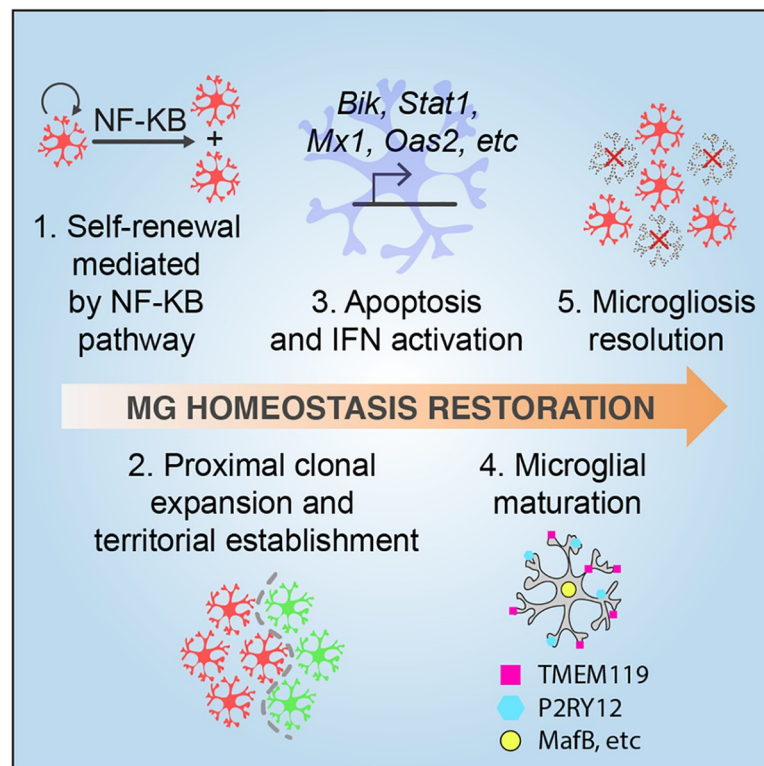 NF-KB
+
1. Self-renewal
mediated
by NF-KB
pathway
Bik, Stat1,
Mx1, Oas2, etc
3. Apoptosis
and IFN activation
5. Microgliosis
resolution
MG HOMEOSTASIS RESTORATION
2. Proximal clonal
expansion and
territorial establishment
4. Microglial
maturation
TMEM119
P2RY12
MafB, etc